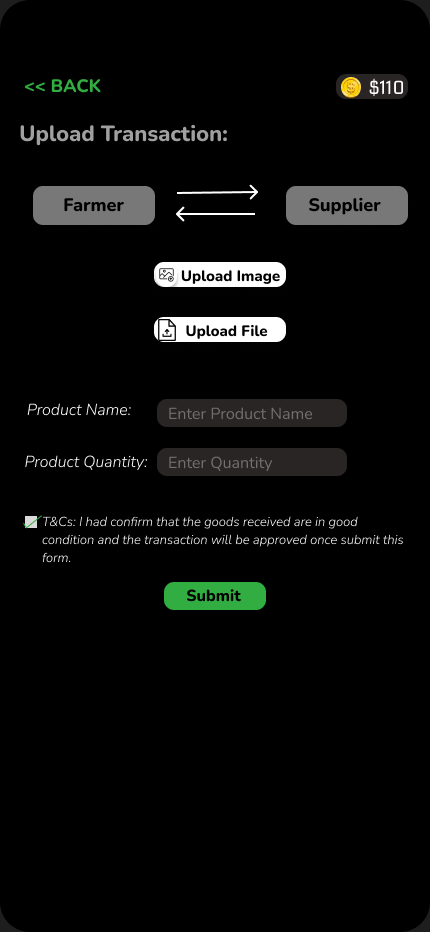 << BACK
$110
Upload Transaction:
Farmer
Supplier
Upload Image
Upload File
Product Name:
Enter Product Name
Product Quantity:
Enter Quantity
T&Cs: I had confirm that the goods received are in good
condition and the transaction will be approved once submit this
form.
Submit